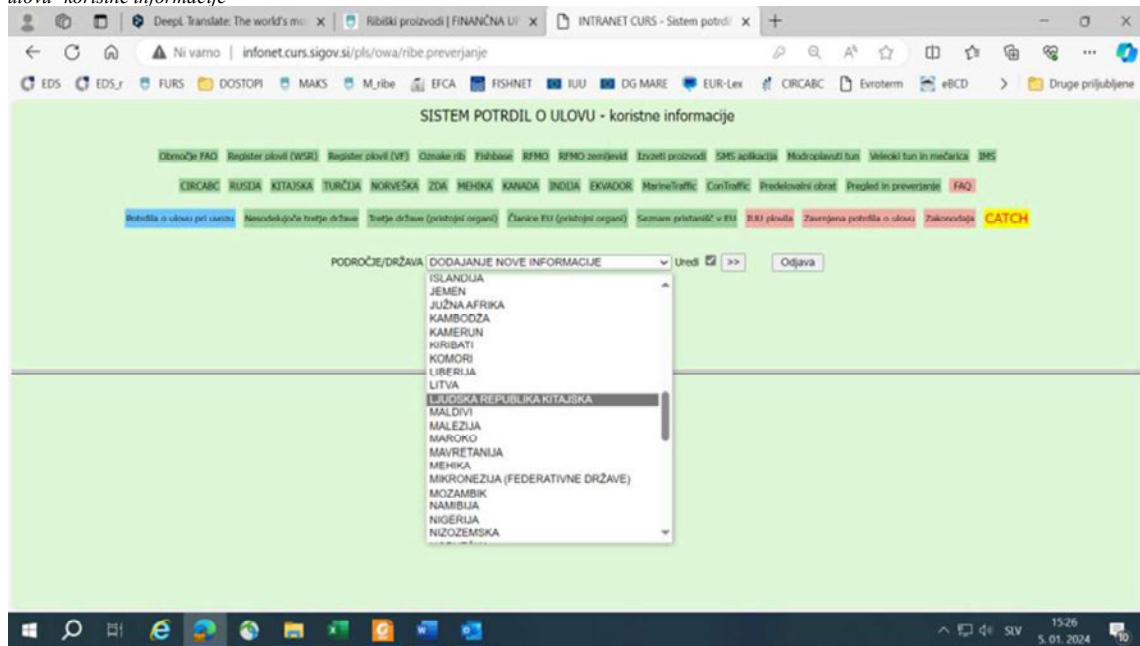 ulovu- koristne informacije
DeepL Translate: The world's mo
Ribiški proizvodi | FINANČNA UP
INTRANET CURS - Sistem potrdil
Ni varno | infonet.curs.sigov.si/pls/owa/ribe.preverjanje
EDS EDS_r FURS DOSTOPI MAKS M_ribe EFCA FISHNET IUU DG MARE EUR-Lex CIRCABC Evroterm eBCD Druge priljubljene
SISTEM POTRDIL O ULOVU - koristne informacije
Območje FAO Register plovil (WSR) Register plovil (VF) Oznake rib Fishbase RFMO RFMO zemljevid Izvzeti proizvodi SMS aplikacija Modroplavuti tun Veleoki tun in mečarica IMS
CIRCABC RUSIJA KITAJSKA TURČIJA NORVEŠKA ZDA MEHIKA KANADA INDIJA EKVADOR MarineTraffic ConTraffic Predelovalni obrat Pregled in preverjanje FAQ
Potrdila o ulovu pri uvozu Nesodelujoče tretje države Tretje države (pristojni organi) Članice EU (pristojni organi) Seznam pristanišč v EU IUU plovila Zavrnjena potrdila o ulovu Zakonodaja CATCH
PODROČJE/DRŽAVA DODAJANJE NOVE INFORMACIJE Uredi >> Odjava
ISLANDIJA
JEMEN
JUŽNA AFRIKA
KAMBODŽA
KAMERUN
KIRIBATI
KOMORI
LIBERIJA
LITVA
LJUDSKA REPUBLIKA KITAJSKA
MALDIVI
MALEZIJA
MAROKO
MAVRETANIJA
MEHIKA
MIKRONEZIJA (FEDERATIVNE DRŽAVE)
MOZAMBIK
NAMIBIJA
NIGERIJA
NIZOZEMSKA
SLV
15:26
5. 01. 2024
10